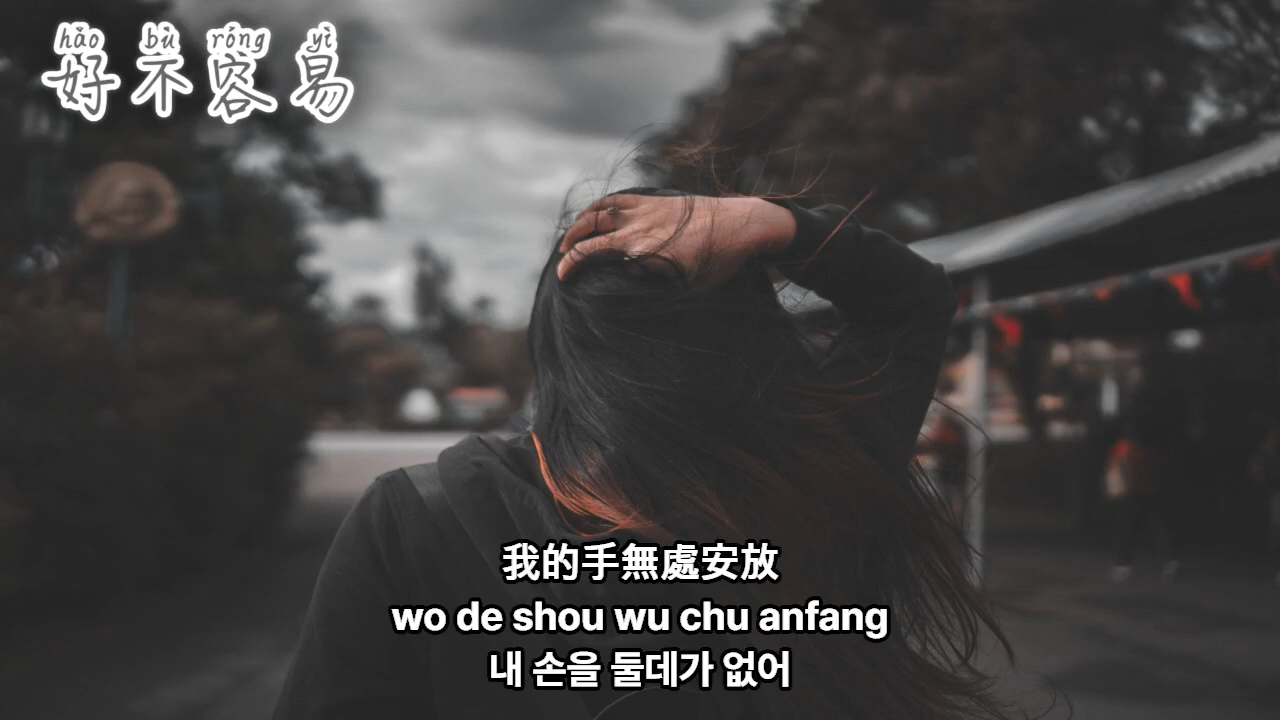 hǎo bù róng yì
好不容易
我的手無處安放
wo de shou wu chu anfang
내 손을 둘데가 없어